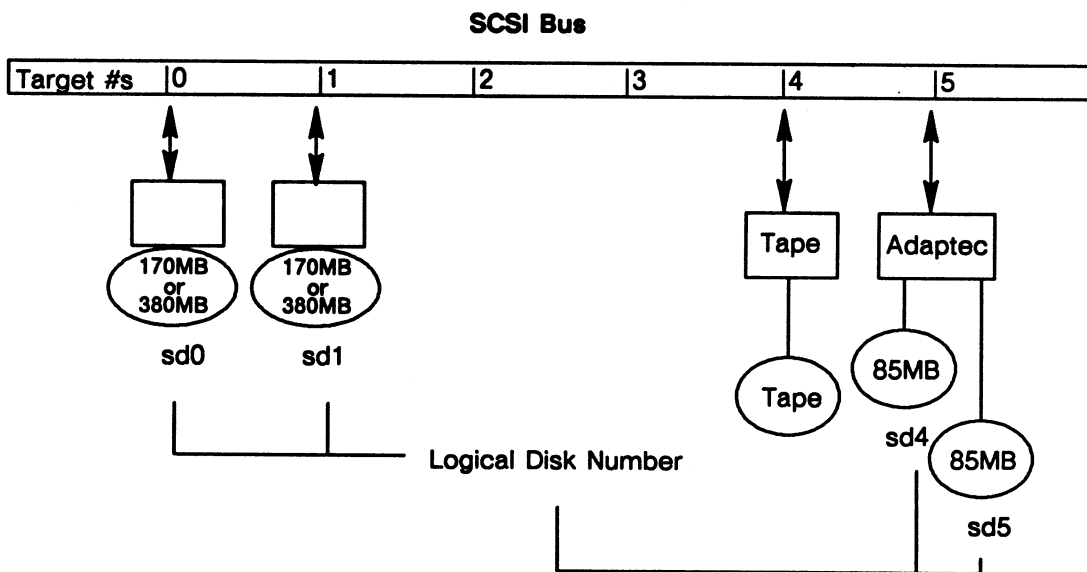 SCSI Bus
Target #s 0 1 2 3 4 5
Tape
Adaptec
170MB
or
380MB
170MB
or
380MB
sd0
sd1
Tape
85MB
sd4
85MB
Logical Disk Number
sd5